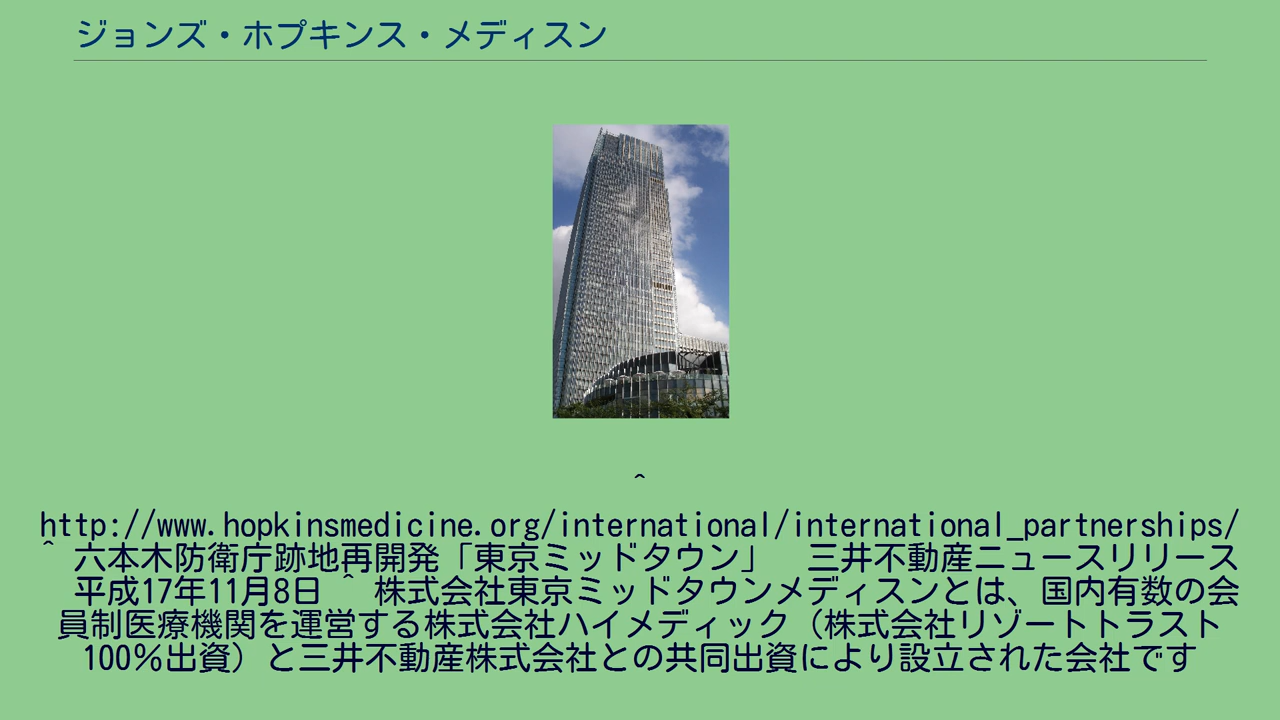 ジョンズ・ホプキンス・メディスン
^
http://www.hopkinsmedicine.org/international/international_partnerships/
^ 六本木防衛庁跡地再開発「東京ミッドタウン」　三井不動産ニュースリリース
平成17年11月8日 ^ 株式会社東京ミッドタウンメディスンとは、国内有数の会
員制医療機関を運営する株式会社ハイメディック（株式会社リゾートトラスト
100％出資）と三井不動産株式会社との共同出資により設立された会社です